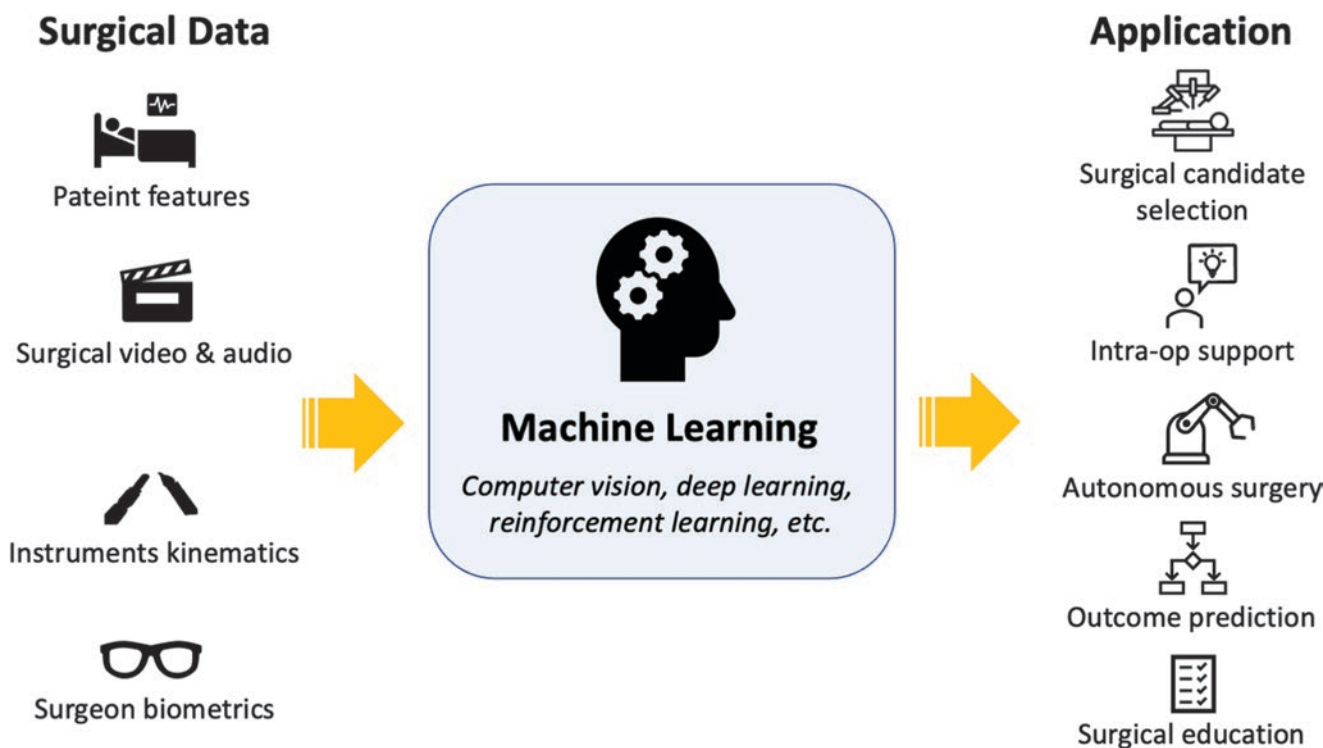 Surgical Data
Pateint features
Surgical video & audio
Instruments kinematics
Surgeon biometrics
Machine Learning
Computer vision, deep learning,
reinforcement learning, etc.
Application
Surgical candidate
selection
Intra-op support
Autonomous surgery
Outcome prediction
Surgical education